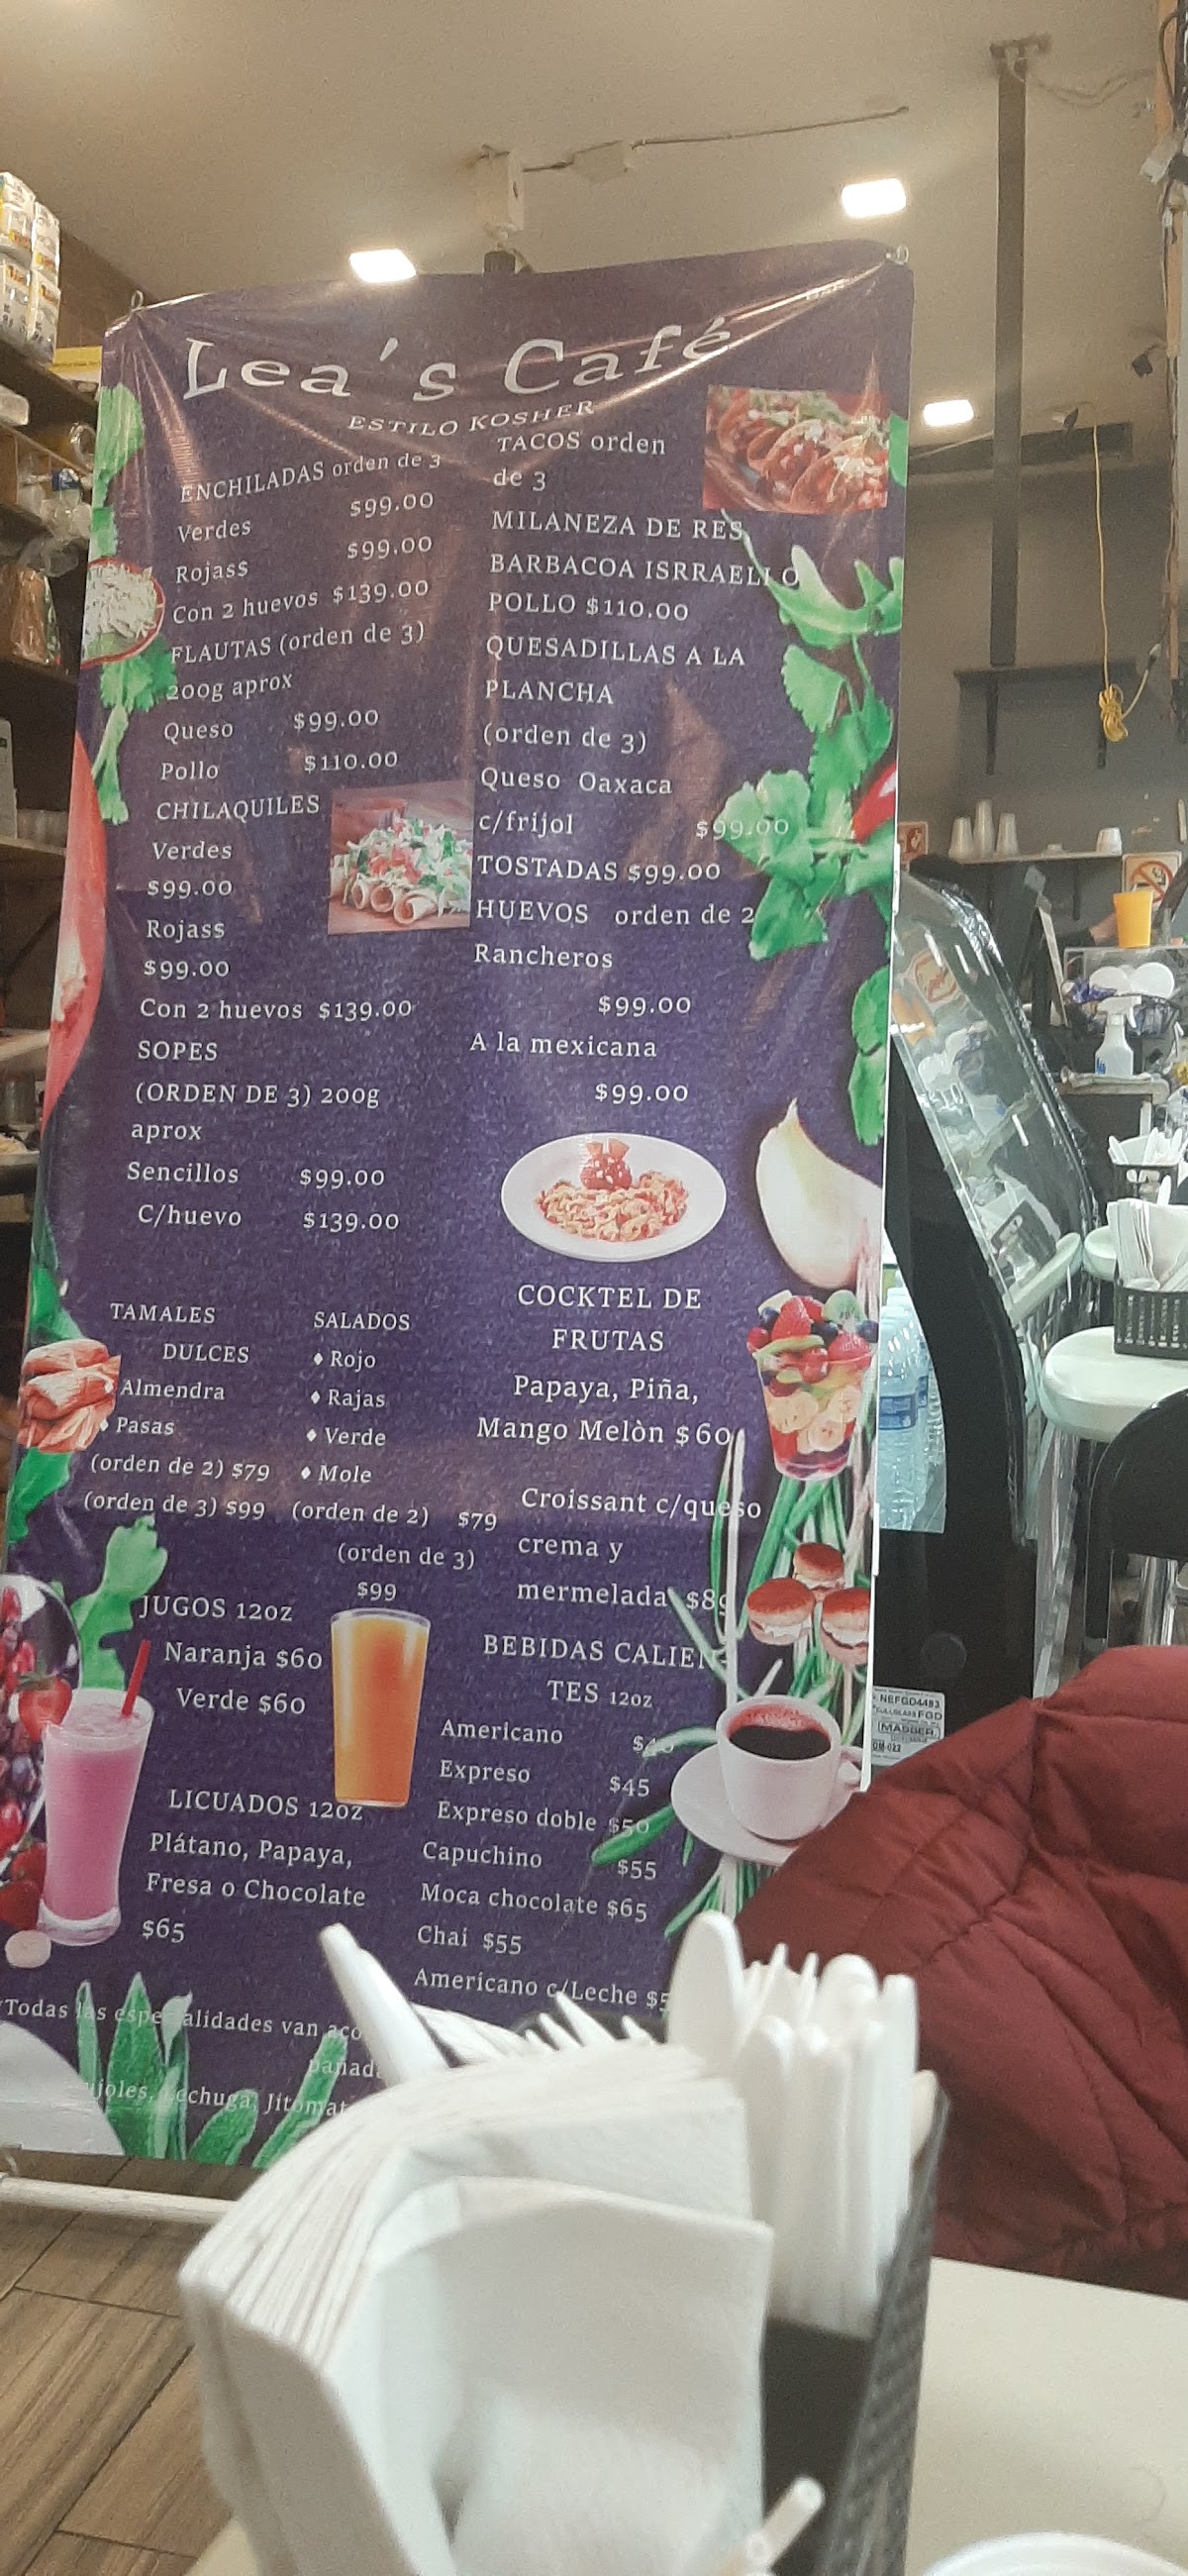 Lea's Café
ESTILO KOSHER
ENCHILADAS orden de 3
Verdes $99.00
Rojas$ $99.00
Con 2 huevos $139.00
FLAUTAS (orden de 3)
200g aprox
Queso $99.00
Pollo $110.00
CHILAQUILES
Verdes
$99.00
Rojas$
$99.00
Con 2 huevos $139.00
SOPES
(ORDEN DE 3) 200g
aprox
Sencillos $99.00
C/huevo $139.00
TACOS orden
de 3
MILANEZA DE RES,
BARBACOA ISRRAELI O
POLLO $110.00
QUESADILLAS A LA
PLANCHA
(orden de 3)
Queso Oaxaca
c/frijol $99.00
TOSTADAS $99.00
HUEVOS orden de 2
Rancheros
$99.00
A la mexicana
$99.00
TAMALES
DULCES
Almendra
♦ Pasas
(orden de 2) $79
(orden de 3) $99
SALADOS
♦ Rojo
♦ Rajas
♦ Verde
♦ Mole
(orden de 2) $79
(orden de 3)
$99
COCKTEL DE
FRUTAS
Papaya, Piña,
Mango Melòn $60
Croissant c/queso
crema y
mermelada
JUGOS 12oz
Naranja $60
Verde $60
LICUADOS 12oz
Plátano, Papaya,
Fresa o Chocolate
$65
BEBIDAS CALIEN
TES 12oz
Americano
Expreso $45
Expreso doble $50
Capuchino $55
Moca chocolate $65
Chai $55
Americano c/Leche
Todas las especialidades van
Jitomat
NEFGD4483
MASSER